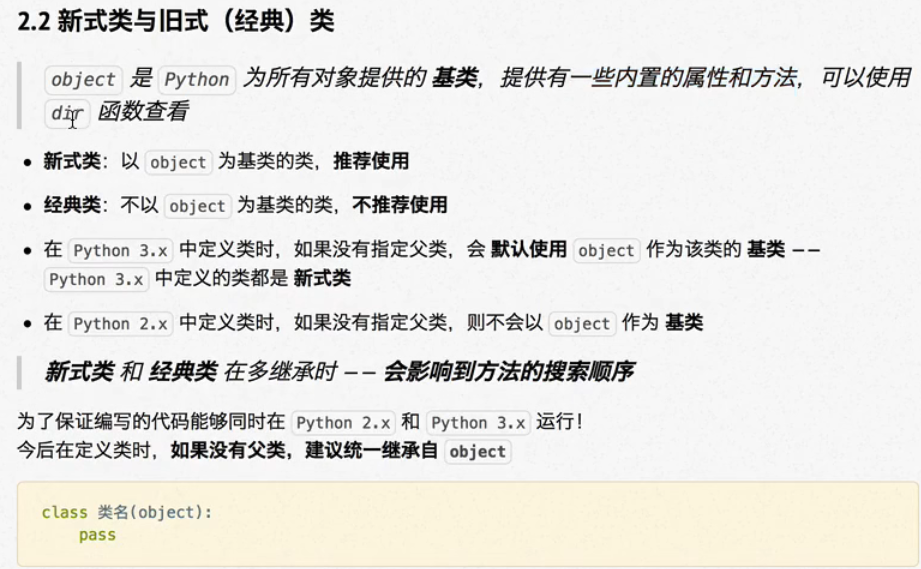 2.2 新式类与旧式（经典）类
object 是 Python 为所有对象提供的 基类，提供有一些内置的属性和方法，可以使用
dir 函数查看
• 新式类：以 object 为基类的类，推荐使用
• 经典类：不以 object 为基类的类，不推荐使用
• 在 Python 3.x 中定义类时，如果没有指定父类，会 默认使用 object 作为该类的 基类 ——
Python 3.x 中定义的类都是 新式类
• 在 Python 2.x 中定义类时，如果没有指定父类，则不会以 object 作为 基类
新式类 和 经典类 在多继承时 —— 会影响到方法的搜索顺序
为了保证编写的代码能够同时在 Python 2.x 和 Python 3.x 运行！
今后在定义类时，如果没有父类，建议统一继承自 object
class 类名(object):
    pass